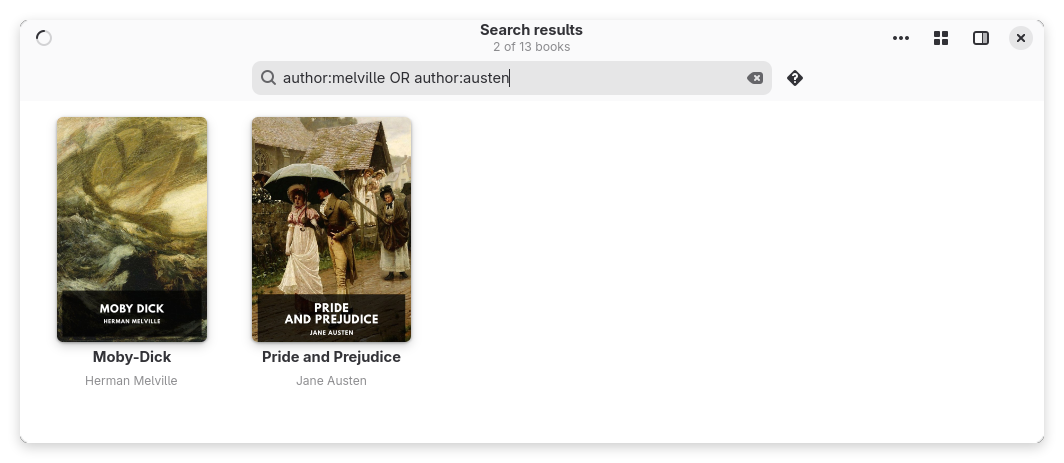 Search results
2 of 13 books
author:melville OR author:austen
MOBY DICK
HERMAN MELVILLE
PRIDE
AND PREJUDICE
JANE AUSTEN
Moby-Dick
Pride and Prejudice
Herman Melville
Jane Austen